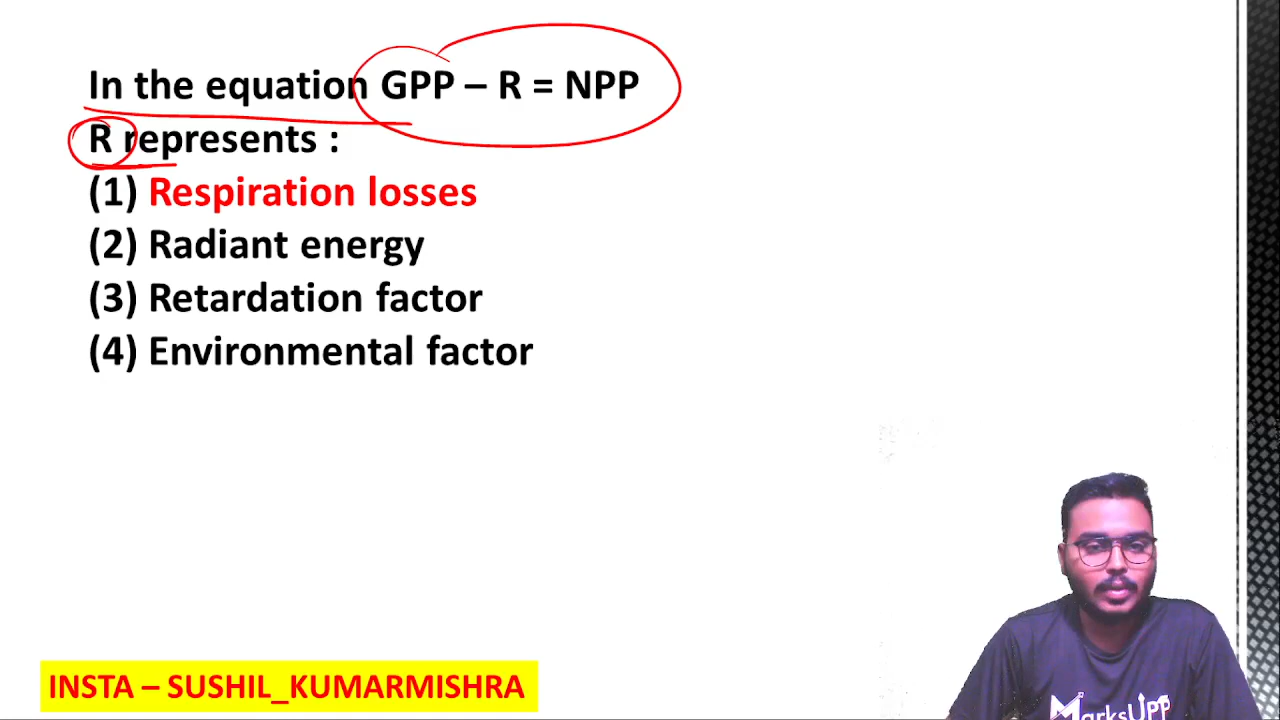 In the equation GPP – R = NPP
R represents :
(1) Respiration losses
(2) Radiant energy
(3) Retardation factor
(4) Environmental factor
INSTA – SUSHIL_KUMARMISHRA
MarksUpp